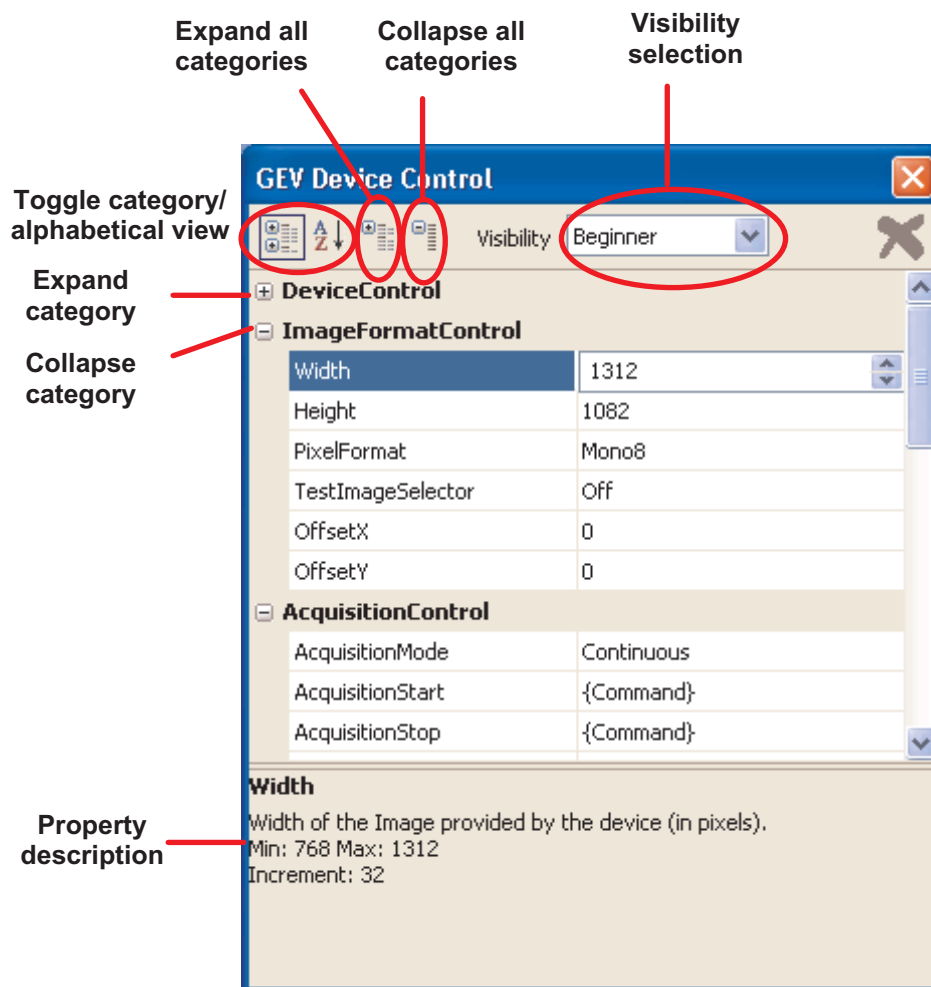 Expand all
categories
Collapse all
categories
Visibility
selection
GEV Device Control
Toggle category/
alphabetical view
A
Z
Visibility
Beginner
Expand
category
DeviceControl
ImageFormatControl
Collapse
category
Width 1312
Height 1082
PixelFormat Mono8
TestImageSelector Off
OffsetX 0
OffsetY 0
AcquisitionControl
AcquisitionMode Continuous
AcquisitionStart {Command}
AcquisitionStop {Command}
Width
Property
description
Width of the Image provided by the device (in pixels).
Min: 768 Max: 1312
Increment: 32